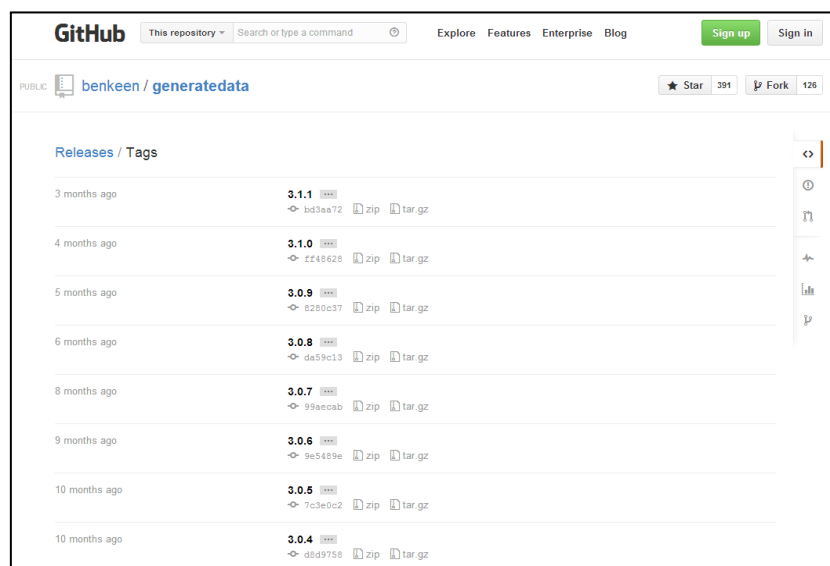 GitHub This repository Search or type a command Explore Features Enterprise Blog Sign up Sign in
PUBLIC benkeen / generatedata Star 391 Fork 126
Releases / Tags
3 months ago 3.1.1 ...
bd3aa72 zip tar.gz
4 months ago 3.1.0 ...
ff48628 zip tar.gz
5 months ago 3.0.9 ...
8280c37 zip tar.gz
6 months ago 3.0.8 ...
da59c13 zip tar.gz
8 months ago 3.0.7 ...
99aecab zip tar.gz
9 months ago 3.0.6 ...
9e5489e zip tar.gz
10 months ago 3.0.5 ...
7c3e0c2 zip tar.gz
10 months ago 3.0.4 ...
d8d9758 zip tar.gz